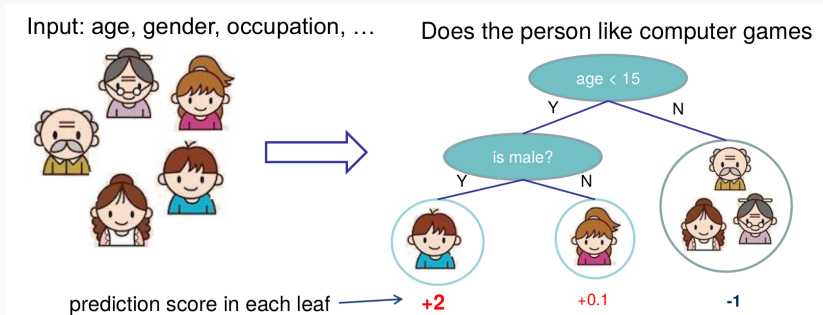 Input: age, gender, occupation, …
Does the person like computer games
age < 15
Y
N
is male?
Y
N
prediction score in each leaf
+2
+0.1
-1